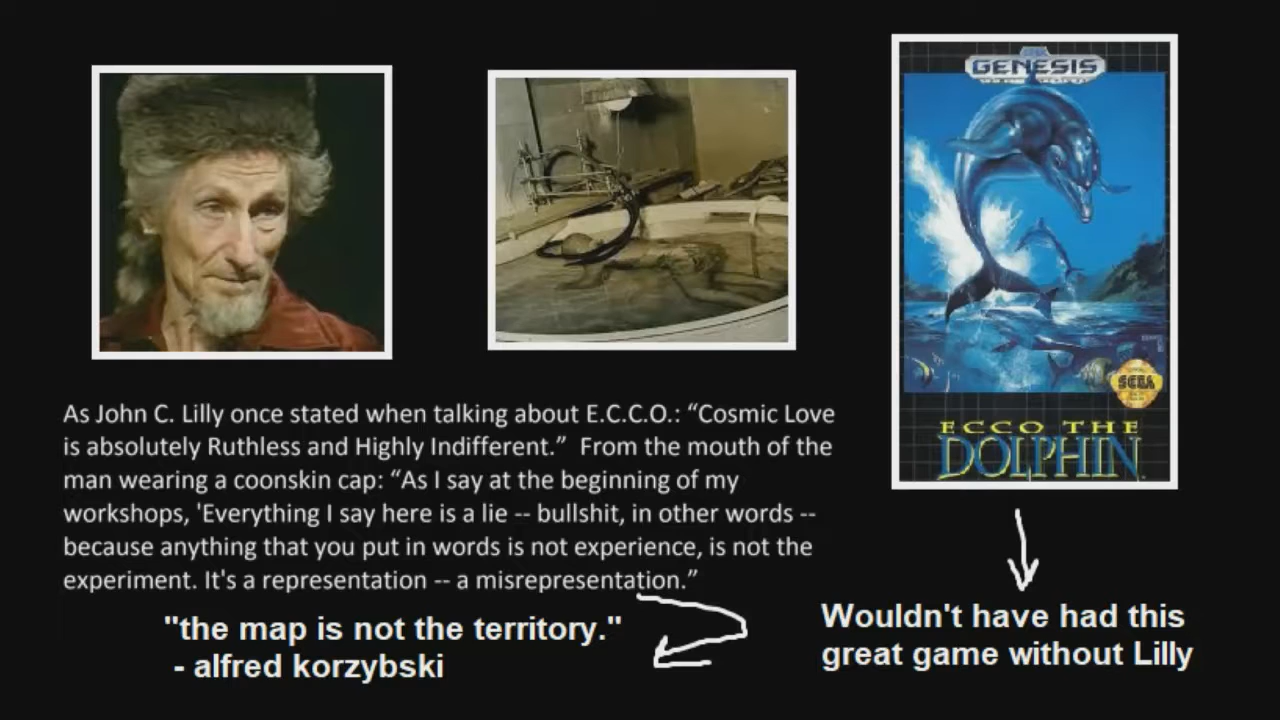 GENESIS
SEGA
ECCO THE
DOLPHIN
As John C. Lilly once stated when talking about E.C.C.O.: “Cosmic Love
is absolutely Ruthless and Highly Indifferent.”  From the mouth of the
man wearing a coonskin cap: “As I say at the beginning of my
workshops, 'Everything I say here is a lie -- bullshit, in other words --
because anything that you put in words is not experience, is not the
experiment. It's a representation -- a misrepresentation.”
"the map is not the territory."
- alfred korzybski
Wouldn't have had this
great game without Lilly